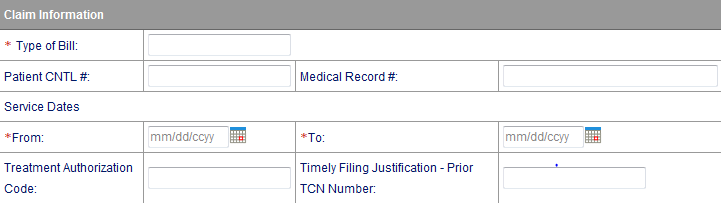 Claim Information
* Type of Bill:
Patient CNTL #: Medical Record #:
Service Dates
*From: mm/dd/ccyy *To: mm/dd/ccyy
Treatment Authorization Timely Filing Justification - Prior
Code: TCN Number: